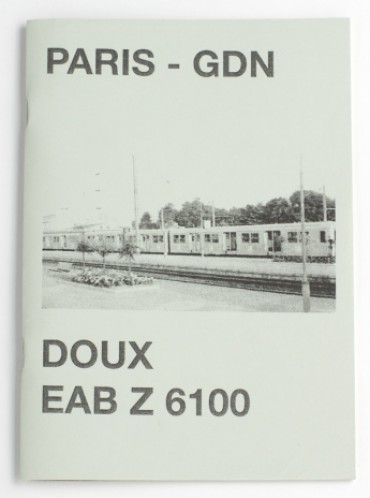 PARIS - GDN
DOUX
EAB Z 6100